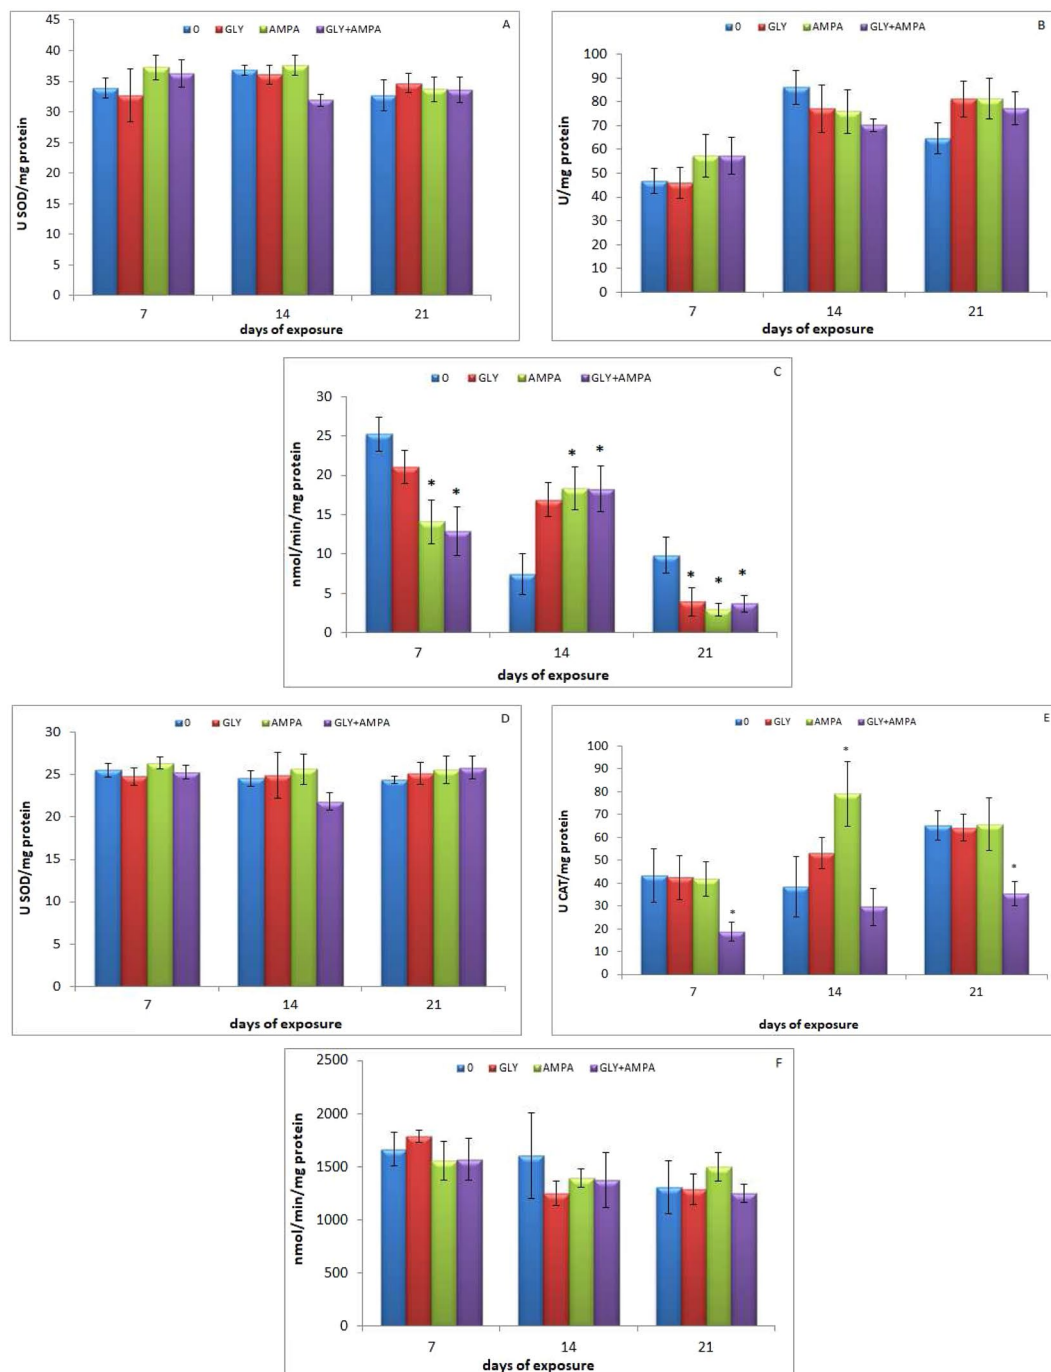 A
0 GLY AMPA GLY+AMPA
45
40
35
30
25
20
15
10
5
0
U SOD/mg protein
7 14 21
days of exposure
B
0 GLY AMPA GLY+AMPA
100
90
80
70
60
50
40
30
20
10
0
U/mg protein
7 14 21
days of exposure
C
0 GLY AMPA GLY+AMPA
30
25
20
15
10
5
0
nmol/min/mg protein
* * * * * * *
7 14 21
days of exposure
D
0 GLY AMPA GLY+AMPA
30
25
20
15
10
5
0
U SOD/mg protein
7 14 21
days of exposure
E
0 GLY AMPA GLY+AMPA
100
90
80
70
60
50
40
30
20
10
0
U CAT/mg protein
* * *
7 14 21
days of exposure
F
0 GLY AMPA GLY+AMPA
2500
2000
1500
1000
500
0
nmol/min/mg protein
7 14 21
days of exposure